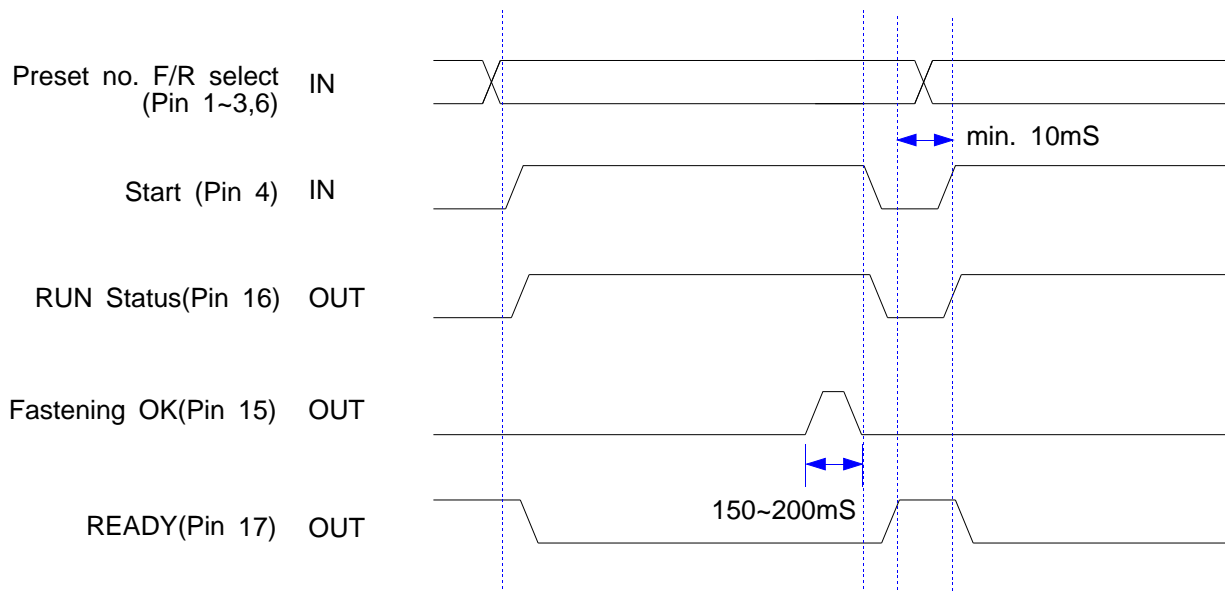 Preset no. F/R select IN
(Pin 1~3,6)
min. 10mS
Start (Pin 4) IN
RUN Status(Pin 16) OUT
Fastening OK(Pin 15) OUT
150~200mS
READY(Pin 17) OUT